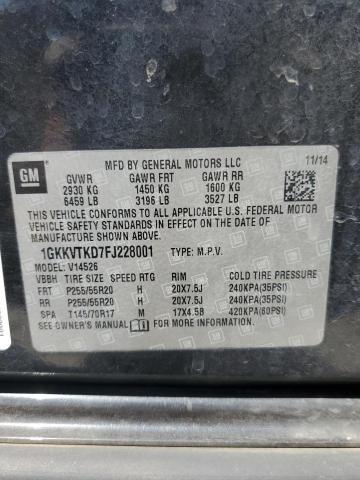 GM
MFD BY GENERAL MOTORS LLC 11/14
GVWR GAWR FRT GAWR RR
2930 KG 1450 KG 1600 KG
6459 LB 3196 LB 3527 LB
THIS VEHICLE CONFORMS TO ALL APPLICABLE U.S. FEDERAL MOTOR
VEHICLE SAFETY, BUMPER, AND THEFT PREVENTION
STANDARDS IN EFFECT ON THE DATE OF
MANUFACTURE SHOWN ABOVE.
1GKKVTKD7FJ228001 TYPE: M.P.V.
MODEL: V14526
VBBH TIRE SIZE SPEED RTG RIM COLD TIRE PRESSURE
FRT P255/55R20 H 20X7.5J 240KPA(35PSI)
RR P255/55R20 H 20X7.5J 240KPA(35PSI)
SPA T145/70R17 M 17X4.5B 420KPA(60PSI)
SEE OWNER'S MANUAL FOR MORE INFORMATION.